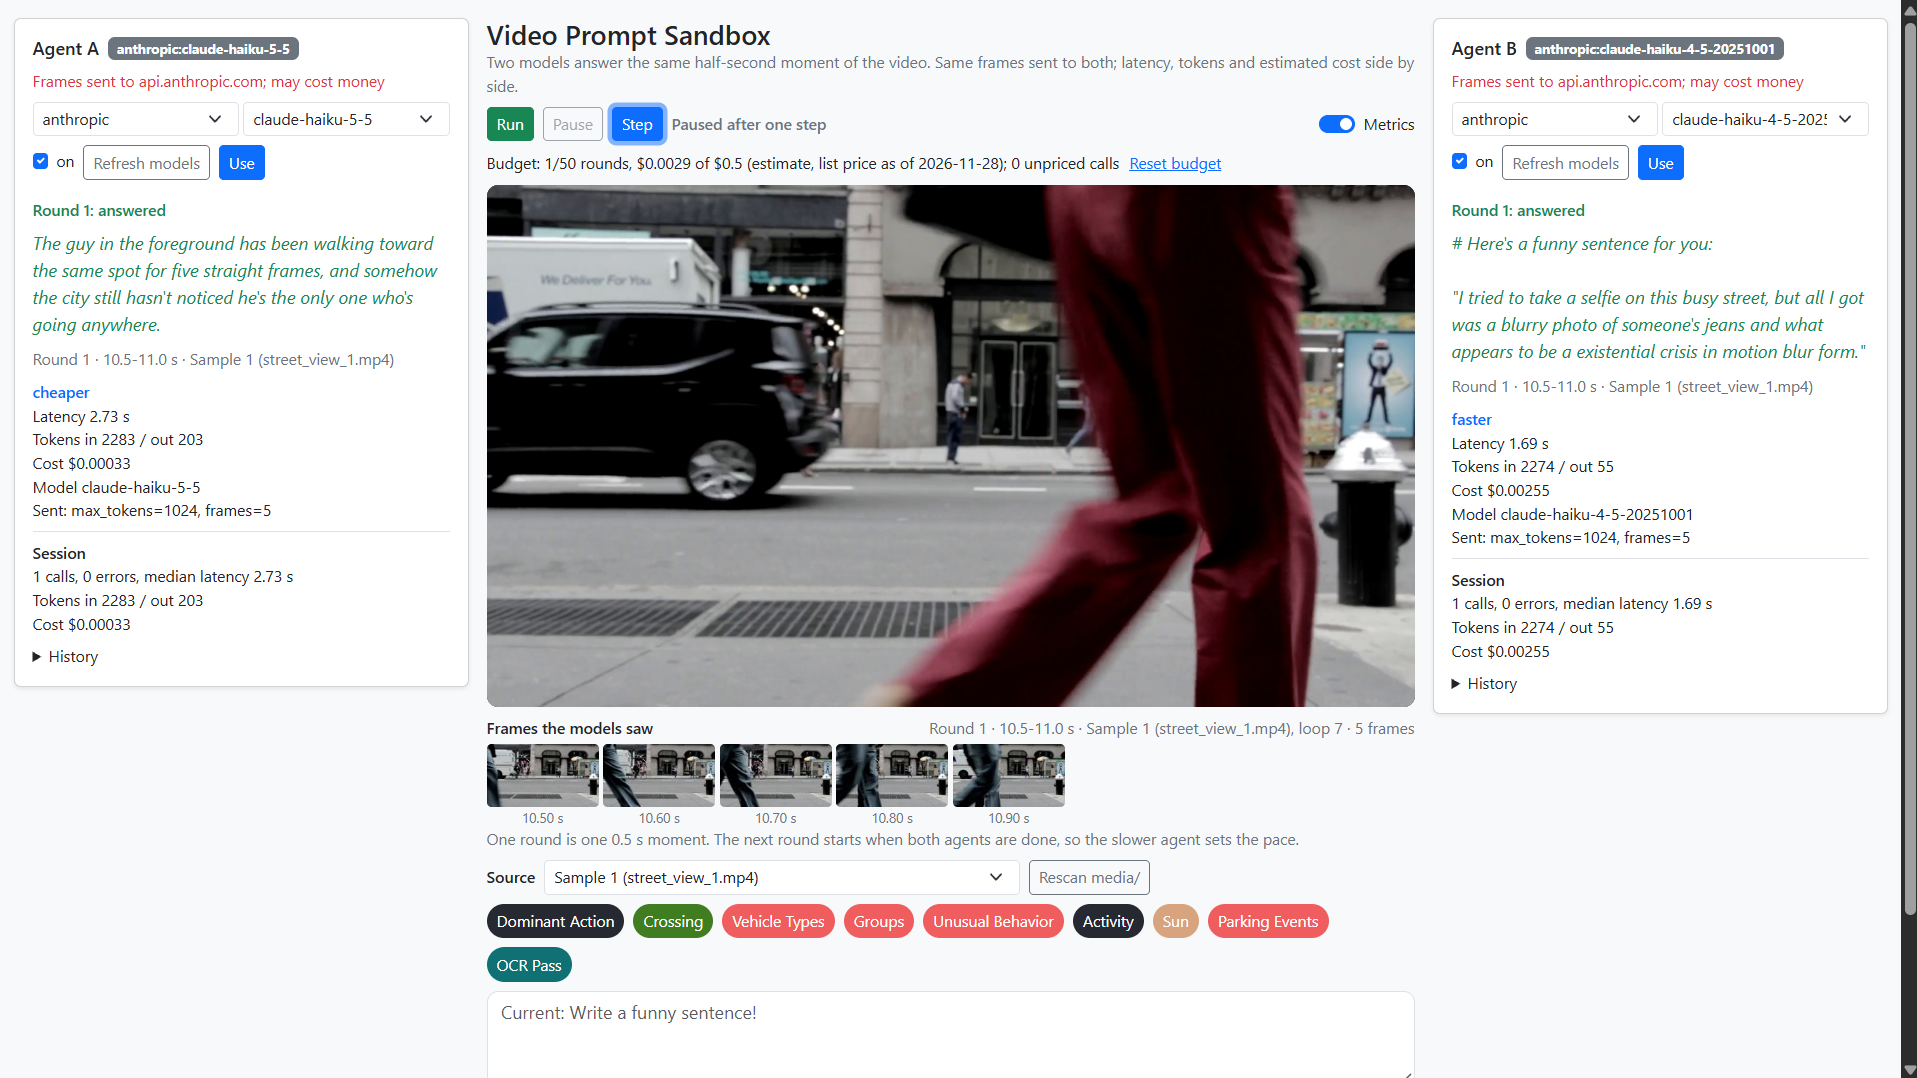 Agent A anthropic:claude-haiku-5-5
Frames sent to api.anthropic.com; may cost money
anthropic claude-haiku-5-5
on Refresh models Use
Round 1: answered
The guy in the foreground has been walking toward
the same spot for five straight frames, and somehow
the city still hasn't noticed he's the only one who's
going anywhere.
Round 1 · 10.5-11.0 s · Sample 1 (street_view_1.mp4)
cheaper
Latency 2.73 s
Tokens in 2283 / out 203
Cost $0.00033
Model claude-haiku-5-5
Sent: max_tokens=1024, frames=5
Session
1 calls, 0 errors, median latency 2.73 s
Tokens in 2283 / out 203
Cost $0.00033
History
Video Prompt Sandbox
Two models answer the same half-second moment of the video. Same frames sent to both; latency, tokens and estimated cost side by
side.
Run Pause Step Paused after one step Metrics
Budget: 1/50 rounds, $0.0029 of $0.5 (estimate, list price as of 2026-11-28); 0 unpriced calls Reset budget
We Deliver For You.
Frames the models saw Round 1 · 10.5-11.0 s · Sample 1 (street_view_1.mp4), loop 7 · 5 frames
10.50 s 10.60 s 10.70 s 10.80 s 10.90 s
One round is one 0.5 s moment. The next round starts when both agents are done, so the slower agent sets the pace.
Source Sample 1 (street_view_1.mp4) Rescan media/
Dominant Action Crossing Vehicle Types Groups Unusual Behavior Activity Sun Parking Events
OCR Pass
Current: Write a funny sentence!
Agent B anthropic:claude-haiku-4-5-20251001
Frames sent to api.anthropic.com; may cost money
anthropic claude-haiku-4-5-202
on Refresh models Use
Round 1: answered
# Here's a funny sentence for you:
"I tried to take a selfie on this busy street, but all I got
was a blurry photo of someone's jeans and what
appears to be a existential crisis in motion blur form."
Round 1 · 10.5-11.0 s · Sample 1 (street_view_1.mp4)
faster
Latency 1.69 s
Tokens in 2274 / out 55
Cost $0.00255
Model claude-haiku-4-5-20251001
Sent: max_tokens=1024, frames=5
Session
1 calls, 0 errors, median latency 1.69 s
Tokens in 2274 / out 55
Cost $0.00255
History